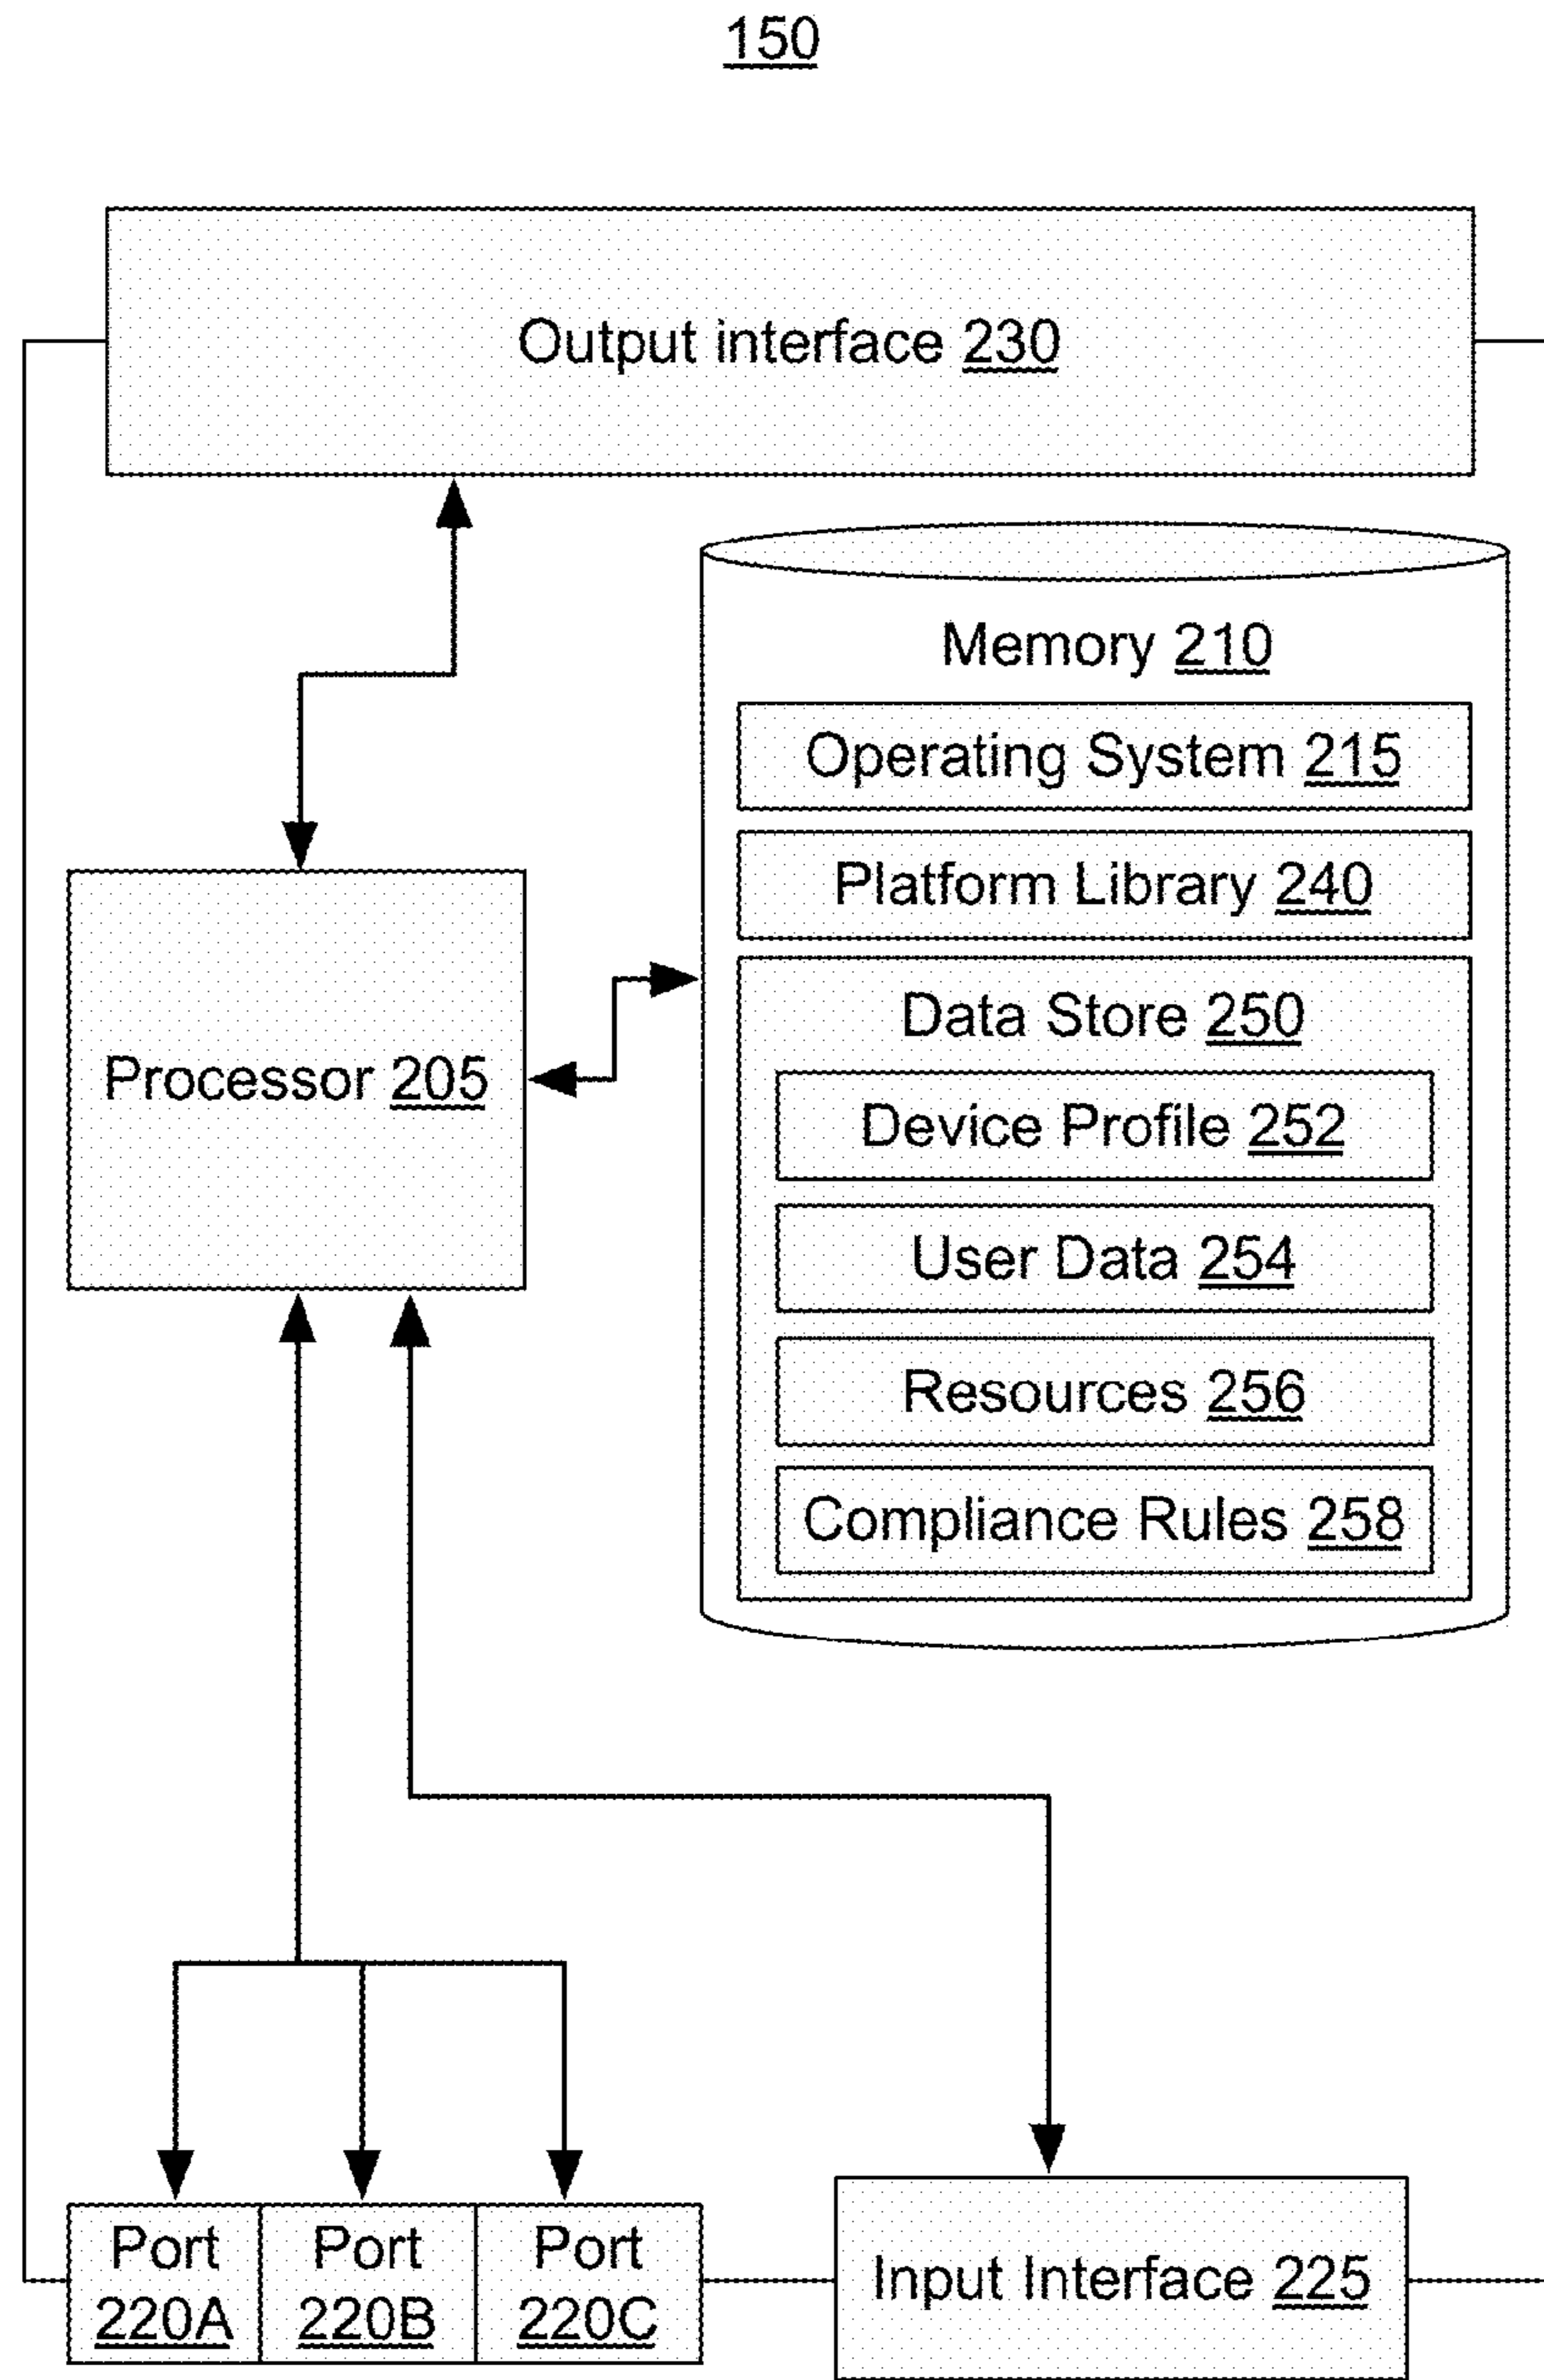 150
Output interface 230
Memory 210
Operating System 215
Platform Library 240
Data Store 250
Processor 205
Device Profile 252
User Data 254
Resources 256
Compliance Rules 258
Port
220A
Port
220B
Port
220C
Input Interface 225